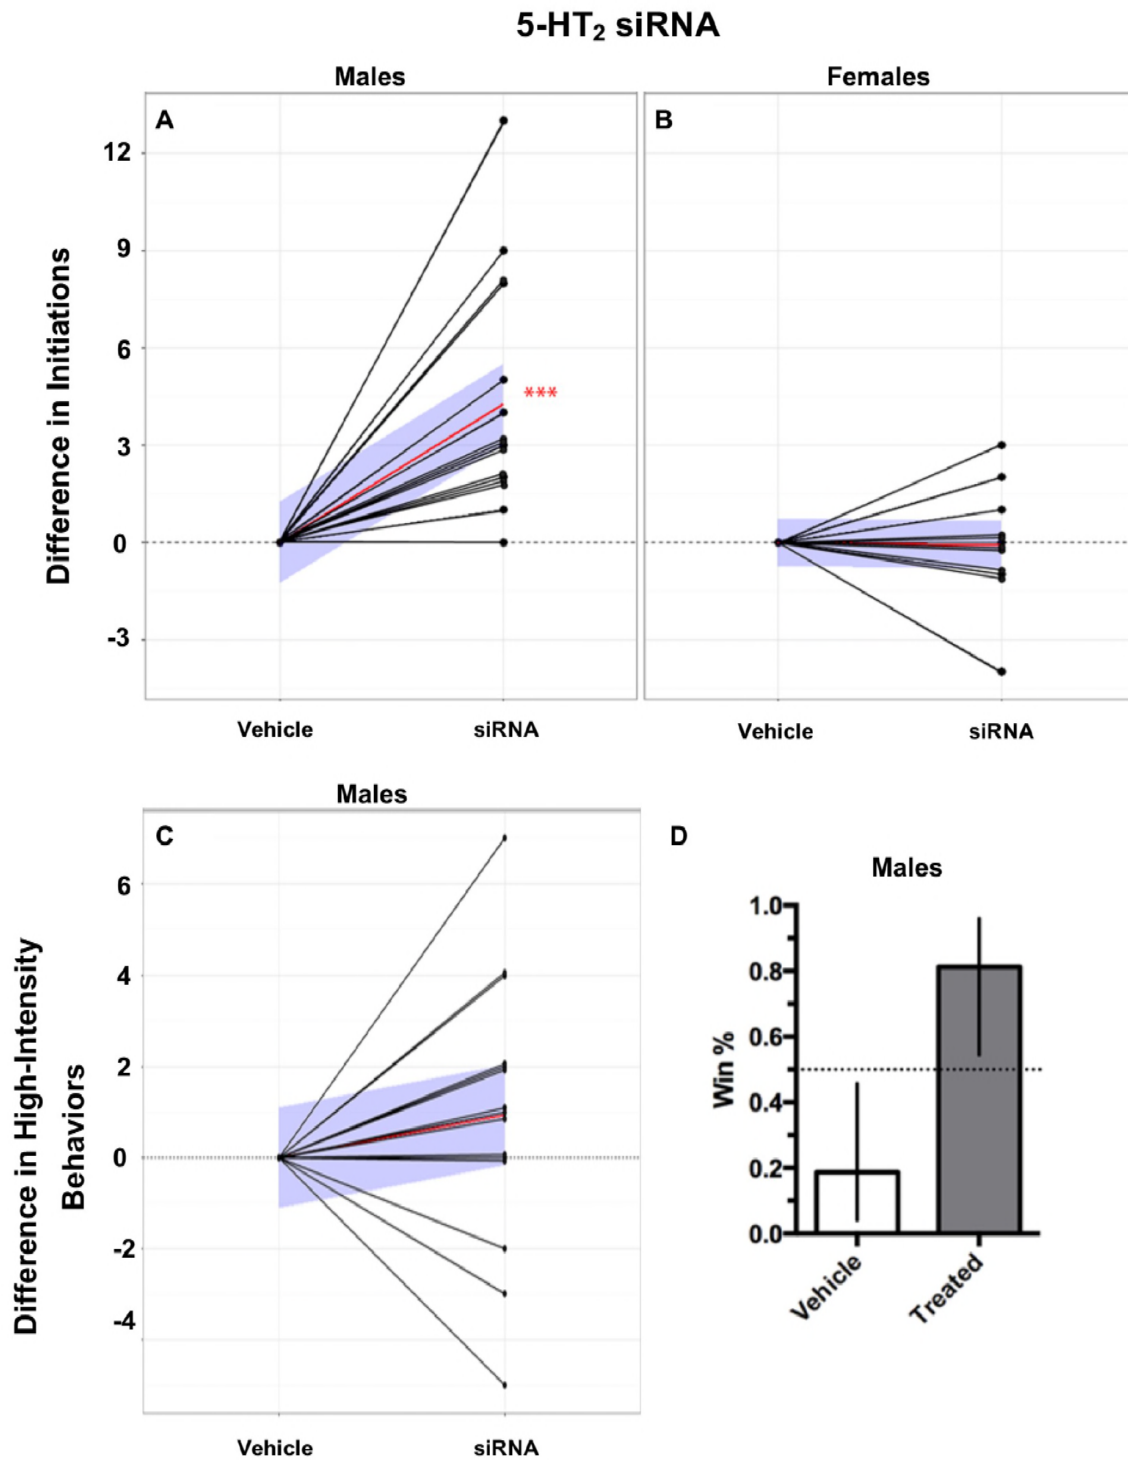 5-HT₂ siRNA
Males
Females
A
B
12
9
6
3
0
-3
Difference in Initiations
***
Vehicle
siRNA
Vehicle
siRNA
Males
C
6
4
2
0
-2
-4
Difference in High-Intensity
Behaviors
Vehicle
siRNA
D
Males
1.0
0.8
0.6
0.4
0.2
0.0
Win %
Vehicle
Treated